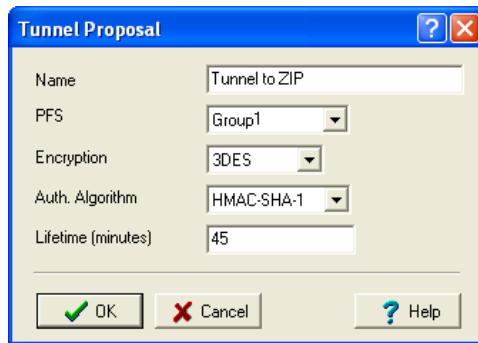 Tunnel Proposal
Name Tunnel to ZIP
PFS Group1
Encryption 3DES
Auth. Algorithm HMAC-SHA-1
Lifetime (minutes) 45
OK Cancel ? Help